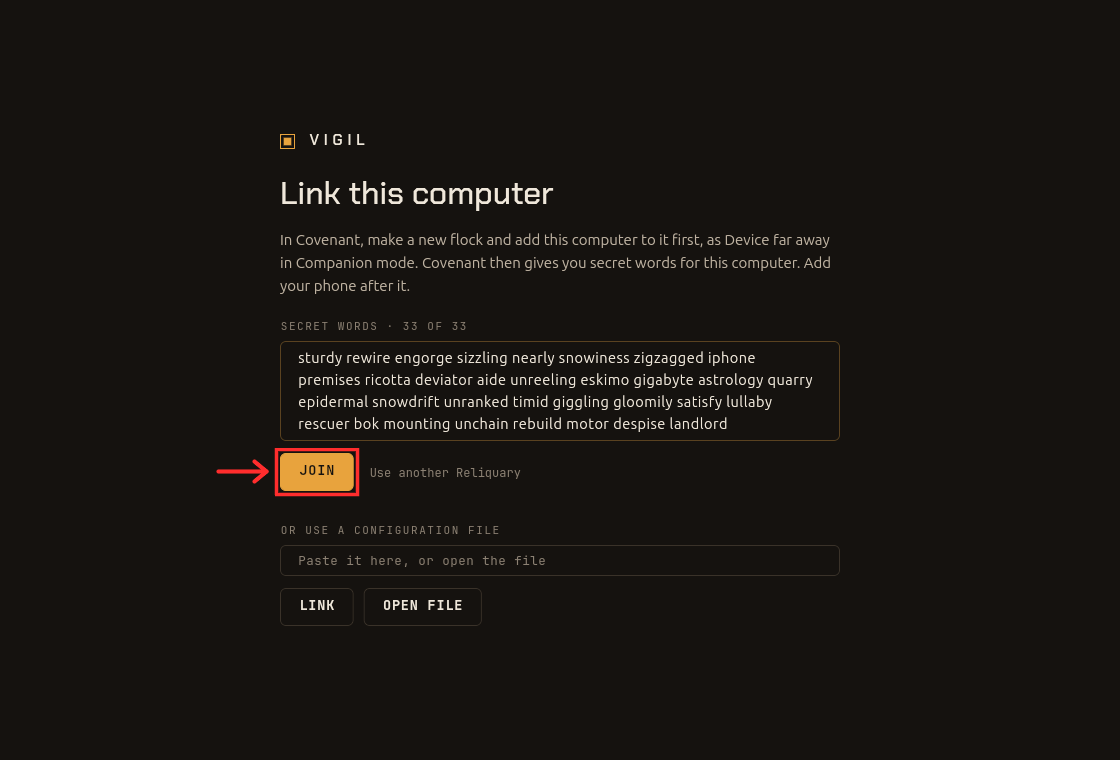 VIGIL
Link this computer
In Covenant, make a new flock and add this computer to it first, as Device far away
in Companion mode. Covenant then gives you secret words for this computer. Add
your phone after it.
SECRET WORDS · 33 OF 33
sturdy rewire engorge sizzling nearly snowiness zigzagged iphone
premises ricotta deviator aide unreeling eskimo gigabyte astrology quarry
epidermal snowdrift unranked timid giggling gloomily satisfy lullaby
rescuer bok mounting unchain rebuild motor despise landlord
JOIN Use another Reliquary
OR USE A CONFIGURATION FILE
Paste it here, or open the file
LINK OPEN FILE